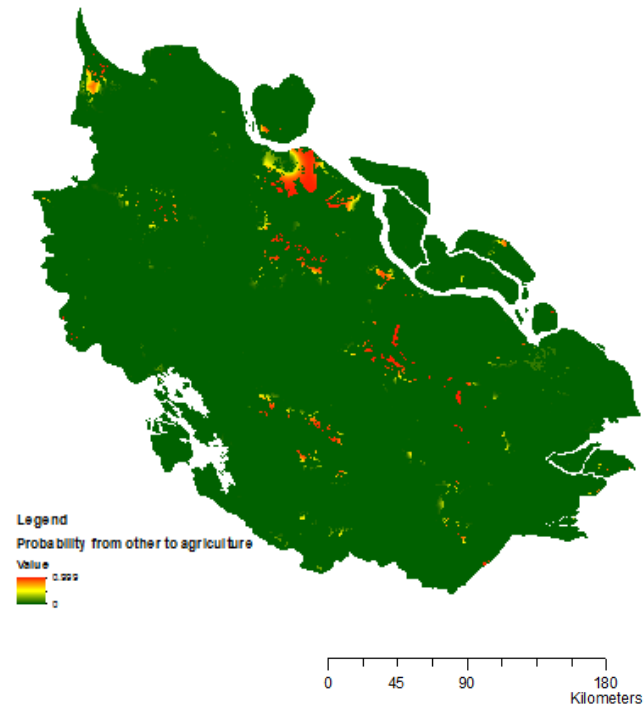 Legend
Probability from other to agriculture
Value
0.999
0
0 45 90 180
Kilometers